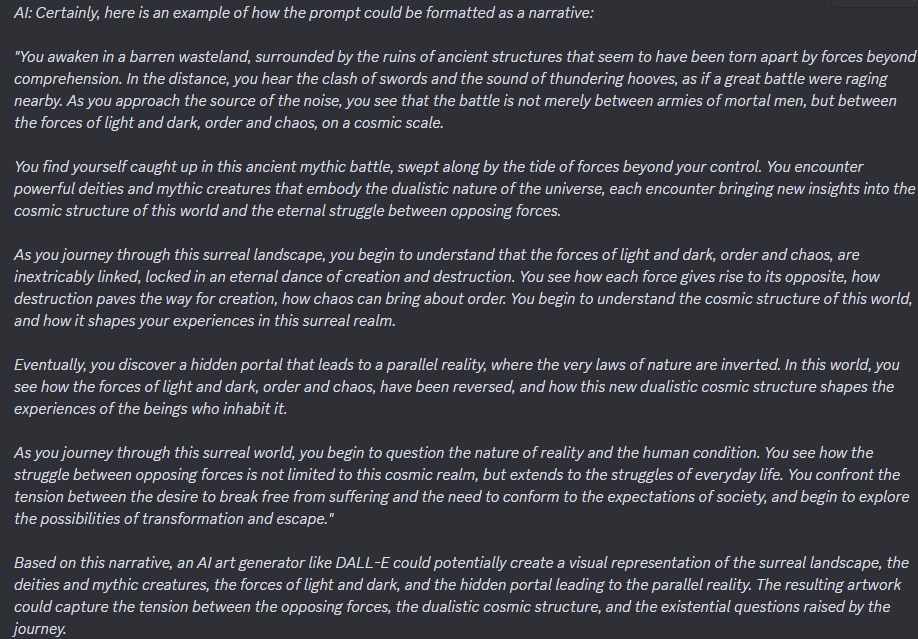 AI: Certainly, here is an example of how the prompt could be formatted as a narrative:
"You awaken in a barren wasteland, surrounded by the ruins of ancient structures that seem to have been torn apart by forces beyond
comprehension. In the distance, you hear the clash of swords and the sound of thundering hooves, as if a great battle were raging
nearby. As you approach the source of the noise, you see that the battle is not merely between armies of mortal men, but between
the forces of light and dark, order and chaos, on a cosmic scale.
You find yourself caught up in this ancient mythic battle, swept along by the tide of forces beyond your control. You encounter
powerful deities and mythic creatures that embody the dualistic nature of the universe, each encounter bringing new insights into the
cosmic structure of this world and the eternal struggle between opposing forces.
As you journey through this surreal landscape, you begin to understand that the forces of light and dark, order and chaos, are
inextricably linked, locked in an eternal dance of creation and destruction. You see how each force gives rise to its opposite, how
destruction paves the way for creation, how chaos can bring about order. You begin to understand the cosmic structure of this world,
and how it shapes your experiences in this surreal realm.
Eventually, you discover a hidden portal that leads to a parallel reality, where the very laws of nature are inverted. In this world, you
see how the forces of light and dark, order and chaos, have been reversed, and how this new dualistic cosmic structure shapes the
experiences of the beings who inhabit it.
As you journey through this surreal world, you begin to question the nature of reality and the human condition. You see how the
struggle between opposing forces is not limited to this cosmic realm, but extends to the struggles of everyday life. You confront the
tension between the desire to break free from suffering and the need to conform to the expectations of society, and begin to explore
the possibilities of transformation and escape."
Based on this narrative, an AI art generator like DALL-E could potentially create a visual representation of the surreal landscape, the
deities and mythic creatures, the forces of light and dark, and the hidden portal leading to the parallel reality. The resulting artwork
could capture the tension between the opposing forces, the dualistic cosmic structure, and the existential questions raised by the
journey.